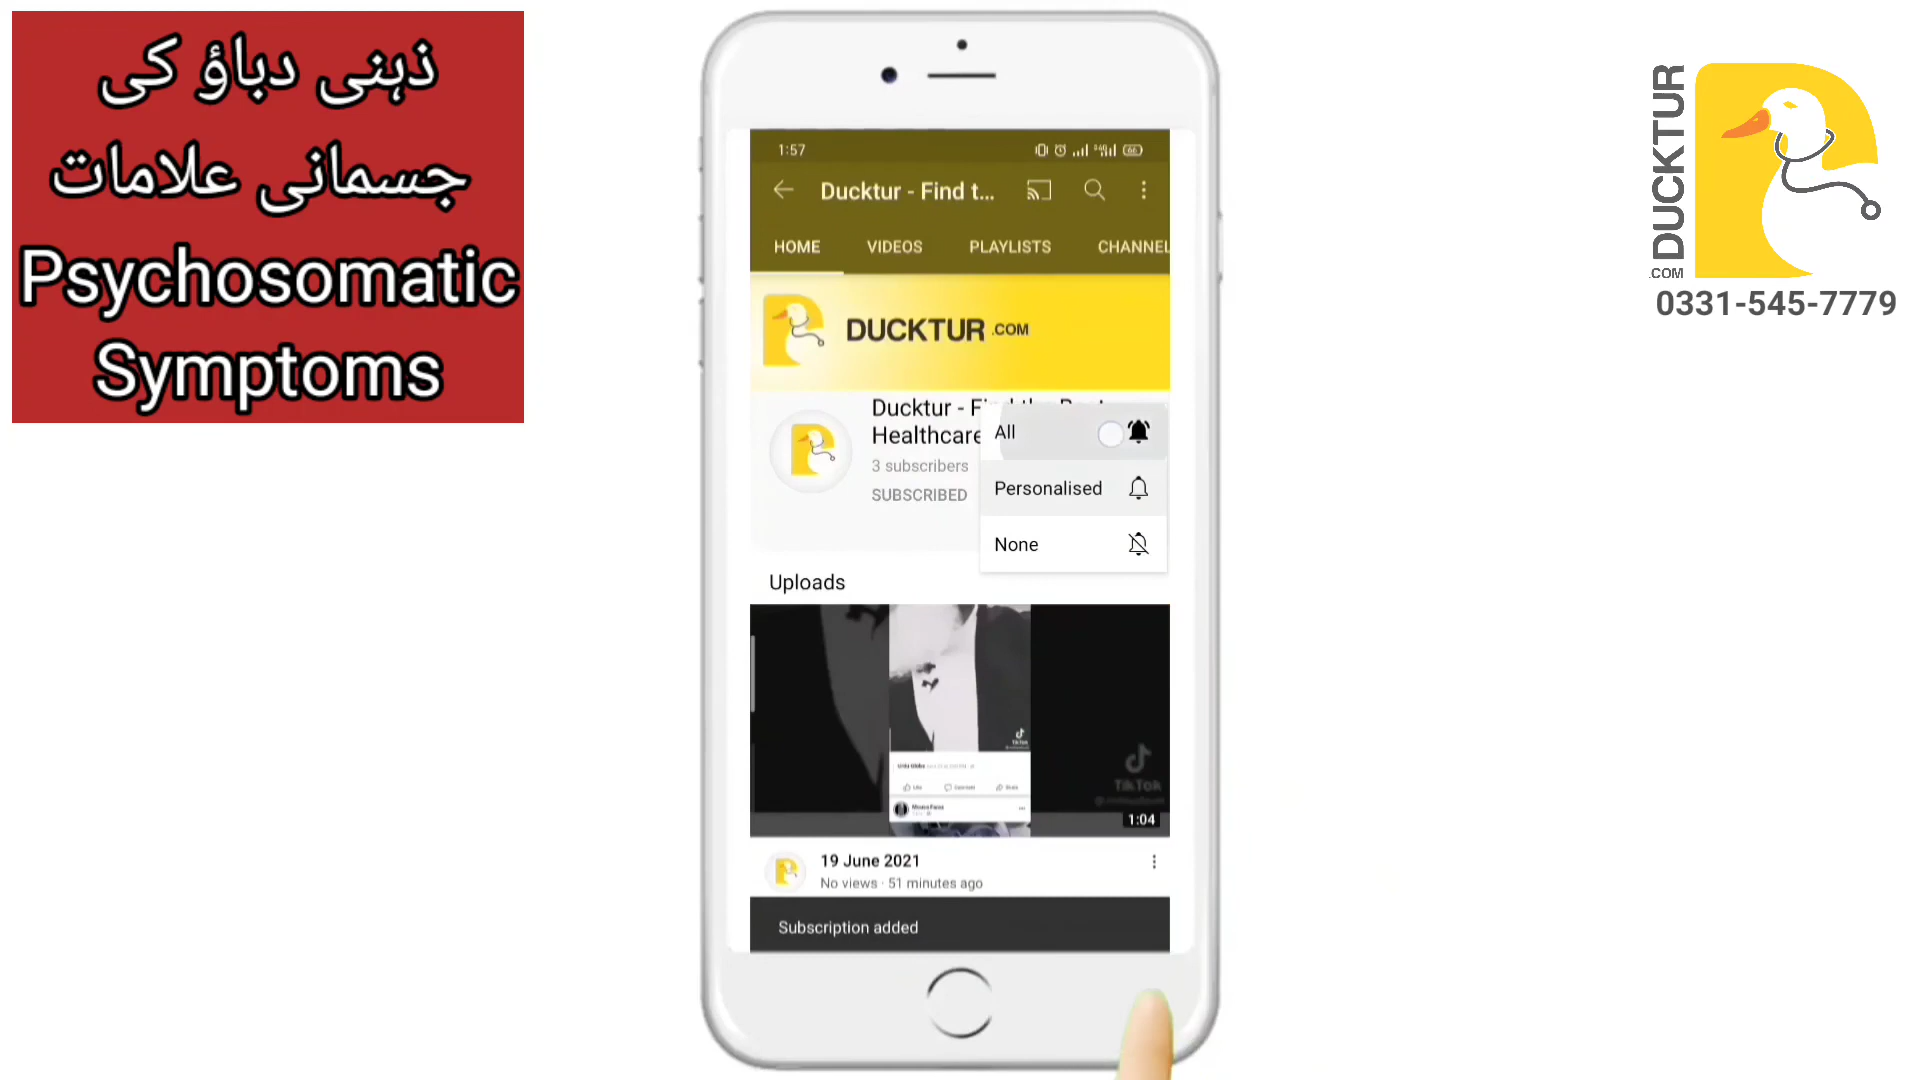 ذہنی دباؤ کی
جسمانی علامات
Psychosomatic
Symptoms
1:57
Ducktur - Find t...
HOME VIDEOS PLAYLISTS CHANNEL
DUCKTUR .COM
Ducktur -
Healthcare
3 subscribers
SUBSCRIBED
All
Personalised
None
Uploads
TikTok
1:04
19 June 2021
No views · 51 minutes ago
Subscription added
DUCKTUR
.COM
0331-545-7779